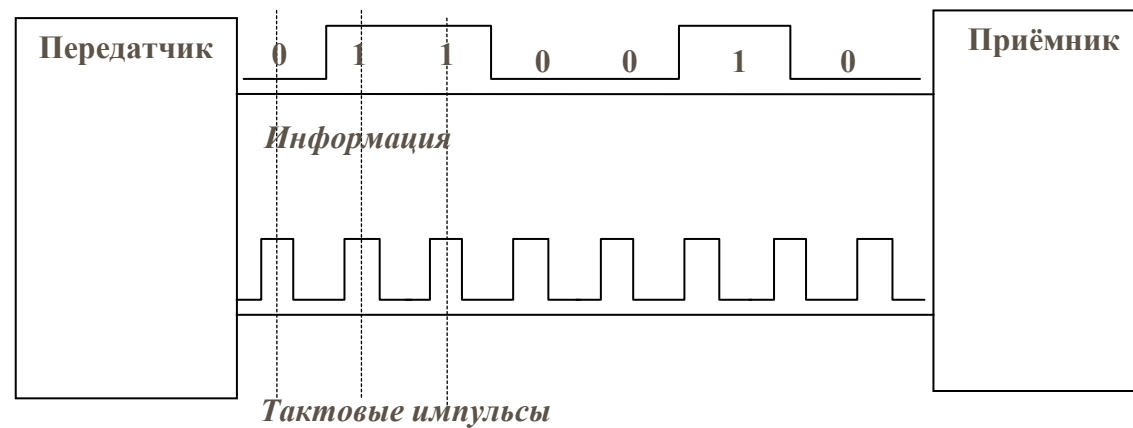 Передатчик
Приёмник
0 1 1 0 0 1 0
Информация
Тактовые импульсы